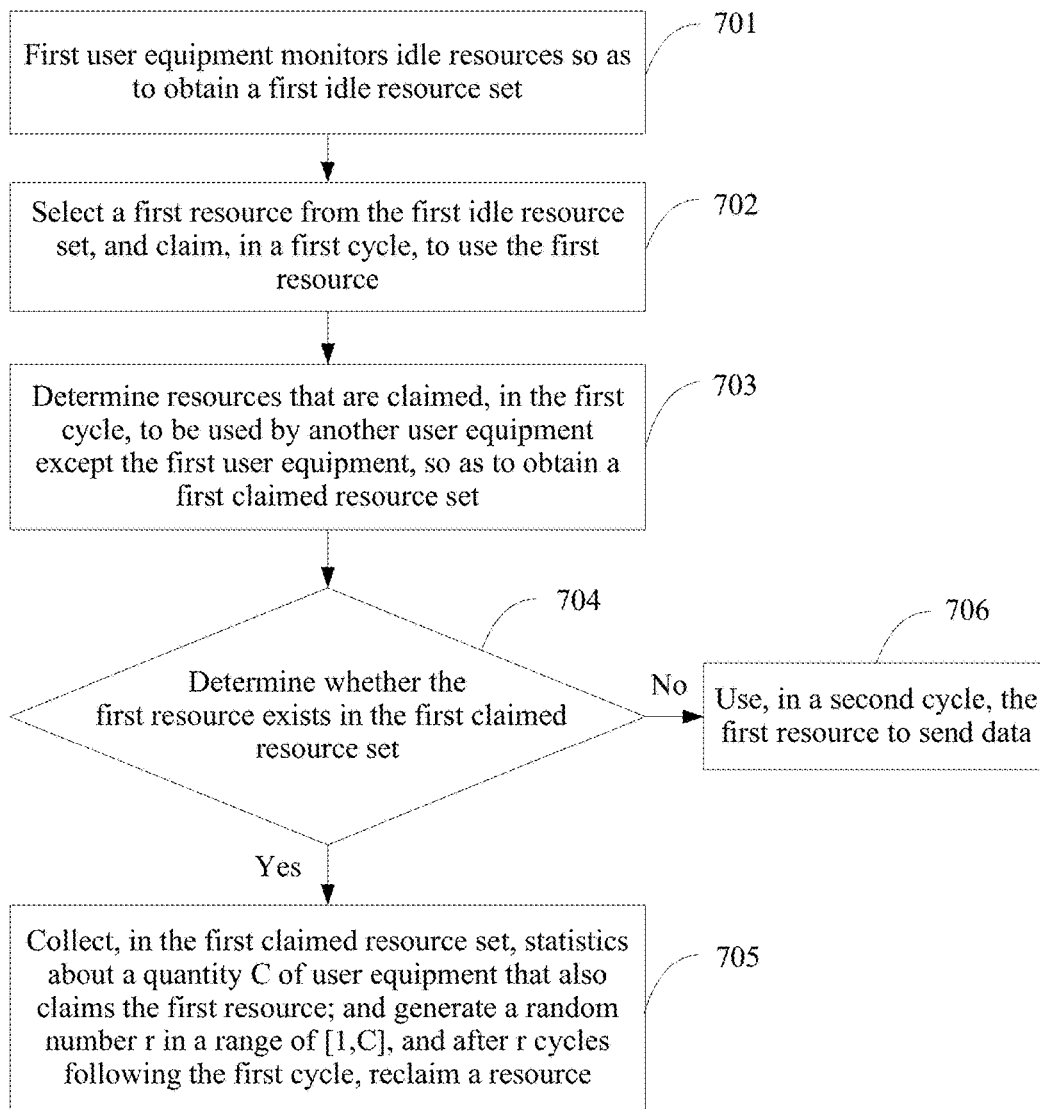 701
First user equipment monitors idle resources so as
to obtain a first idle resource set
702
Select a first resource from the first idle resource
set, and claim, in a first cycle, to use the first
resource
703
Determine resources that are claimed, in the first
cycle, to be used by another user equipment
except the first user equipment, so as to obtain a
first claimed resource set
704
Determine whether the
first resource exists in the first claimed
resource set
No
706
Use, in a second cycle, the
first resource to send data
Yes
705
Collect, in the first claimed resource set, statistics
about a quantity C of user equipment that also
claims the first resource; and generate a random
number r in a range of [1,C], and after r cycles
following the first cycle, reclaim a resource